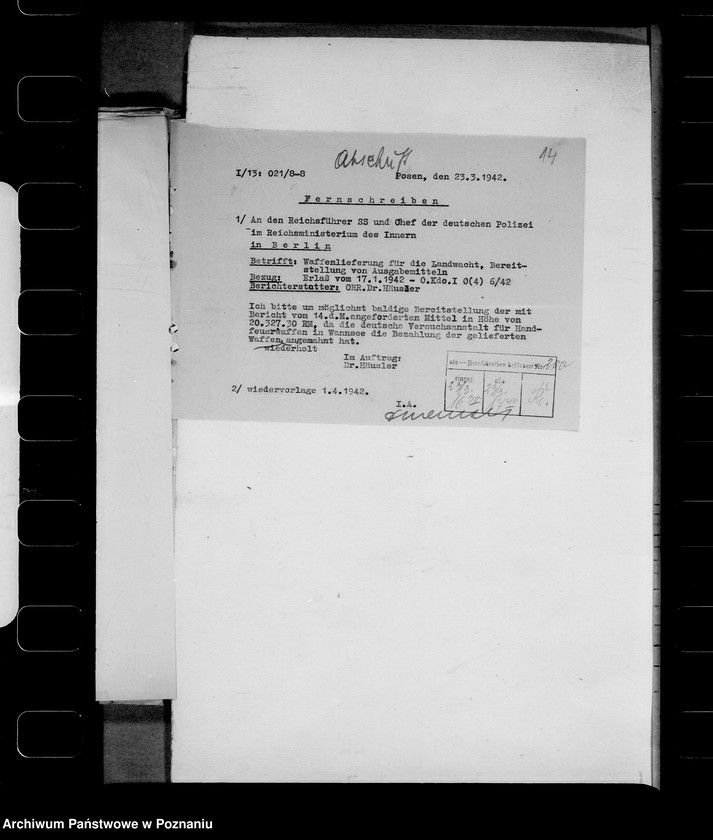 Abschrift
14
I/13: 021/8-8
Posen, den 23.3.1942.
Fernschreiben
1/ An den Reichsführer SS und Chef der deutschen Polizei
im Reichsministerium des Innern
in Berlin
Betrifft: Waffenlieferung für die Landwacht, Bereit-
stellung von Ausgabemitteln
Bezug: Erlaß vom 17.1.1942 - O.Kdo.I O(4) 6/42
Berichterstatter: ORR.Dr.Häusler
Ich bitte um möglichst baldige Bereitstellung der mit
Bericht vom 14.d.M.angeforderten Mittel in Höhe von
20.327.30 RM, da die deutsche Versuchsanstalt für Hand-
feuerwaffen in Wannsee die Bezahlung der gelieferten
Waffen angemahnt hat.
wiederholt
Im Auftrag:
Dr.Häusler
als - Fernschreiben befördert Nr.
2/ wiedervorlage 1.4.1942.
I.A.
Archiwum Państwowe w Poznaniu